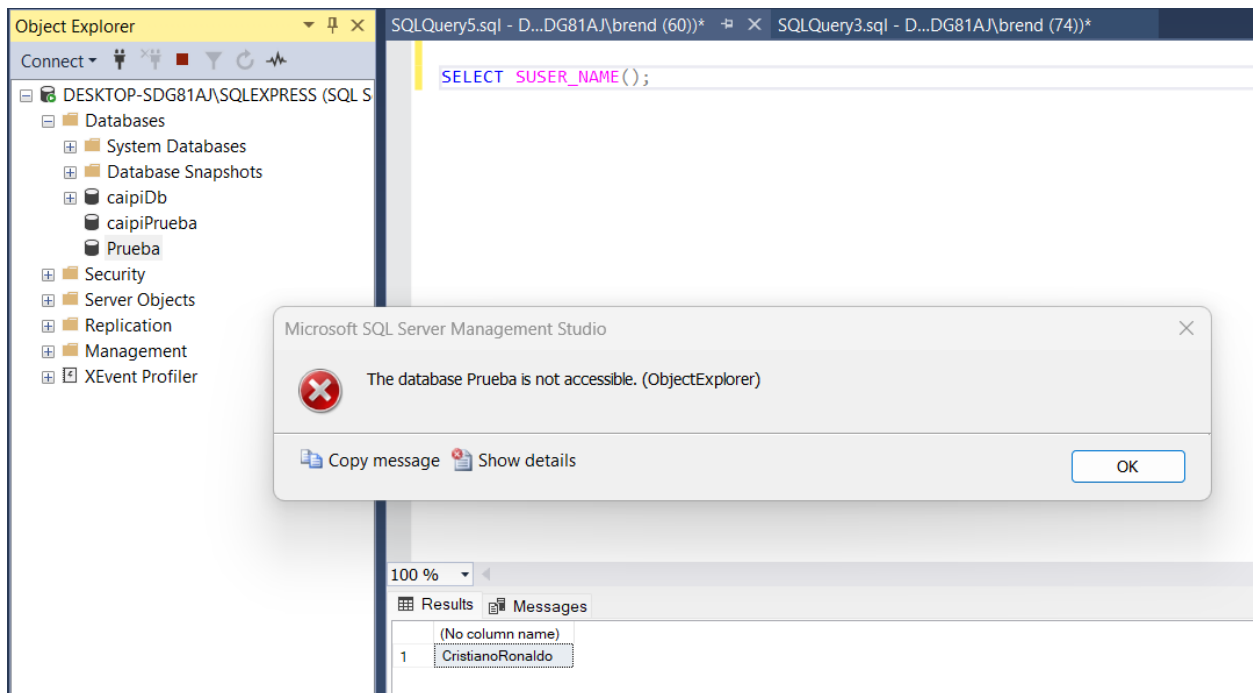 Object Explorer
SQLQuery5.sql - D...DG81AJ\brend (60))*
SQLQuery3.sql - D...DG81AJ\brend (74))*
Connect
SELECT SUSER_NAME();
DESKTOP-SDG81AJ\SQLEXPRESS (SQL S
Databases
System Databases
Database Snapshots
caipiDb
caipiPrueba
Prueba
Security
Server Objects
Replication
Management
XEvent Profiler
Microsoft SQL Server Management Studio
The database Prueba is not accessible. (ObjectExplorer)
Copy message
Show details
OK
100 %
Results
Messages
(No column name)
1 CristianoRonaldo